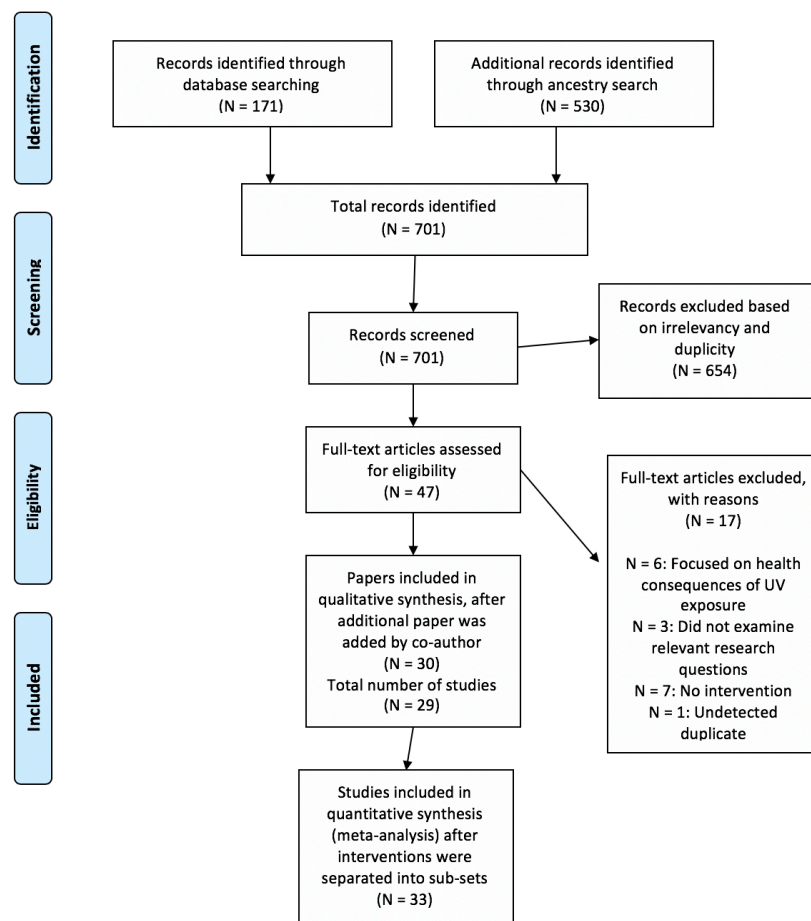 Identification
Records identified through
database searching
(N = 171)
Additional records identified
through ancestry search
(N = 530)
Total records identified
(N = 701)
Screening
Records screened
(N = 701)
Records excluded based
on irrelevancy and
duplicity
(N = 654)
Eligibility
Full-text articles assessed
for eligibility
(N = 47)
Full-text articles excluded,
with reasons
(N = 17)
N = 6: Focused on health
consequences of UV
exposure
N = 3: Did not examine
relevant research
questions
N = 7: No intervention
N = 1: Undetected
duplicate
Included
Papers included in
qualitative synthesis, after
additional paper was
added by co-author
(N = 30)
Total number of studies
(N = 29)
Studies included in
quantitative synthesis
(meta-analysis) after
interventions were
separated into sub-sets
(N = 33)